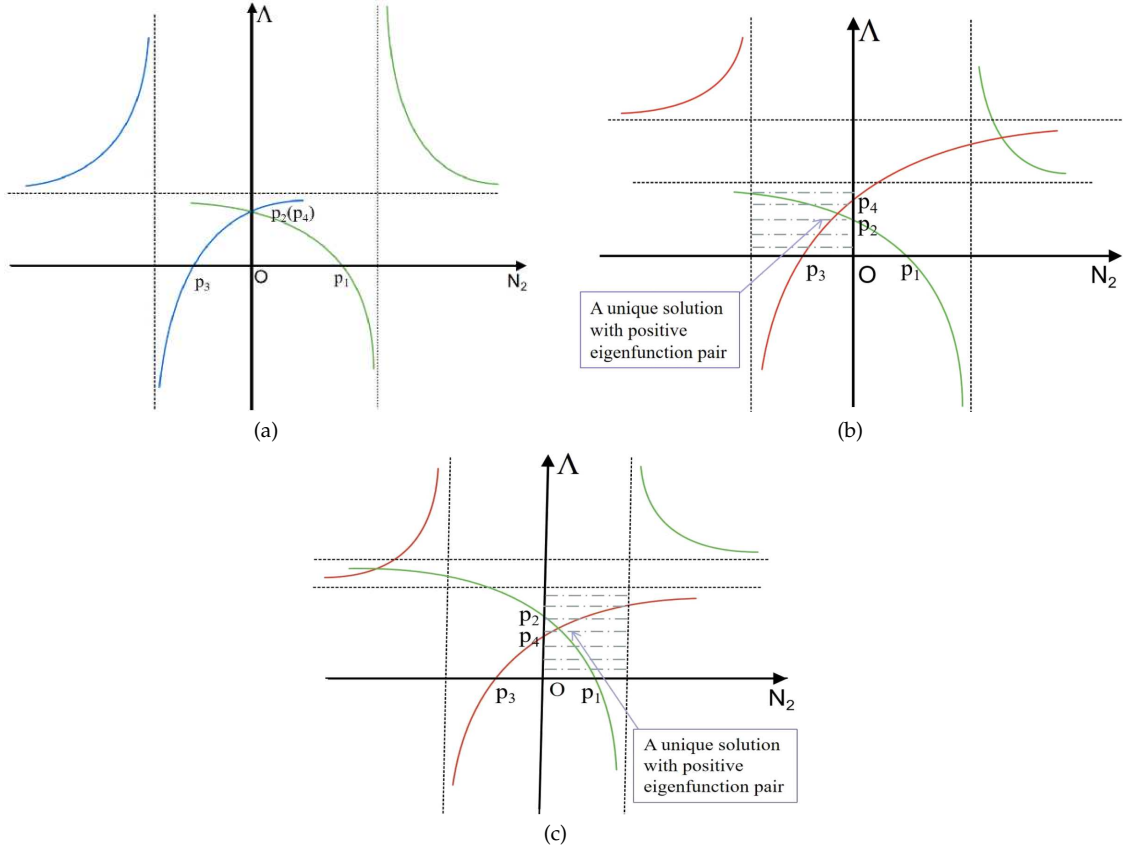 Λ
p₂(p₄)
p₃
O
p₁
N₂
(a)
Λ
p₄
p₂
p₃
O
p₁
N₂
A unique solution
with positive
eigenfunction pair
(b)
Λ
p₂
p₄
p₃
O
p₁
N₂
A unique solution
with positive
eigenfunction pair
(c)